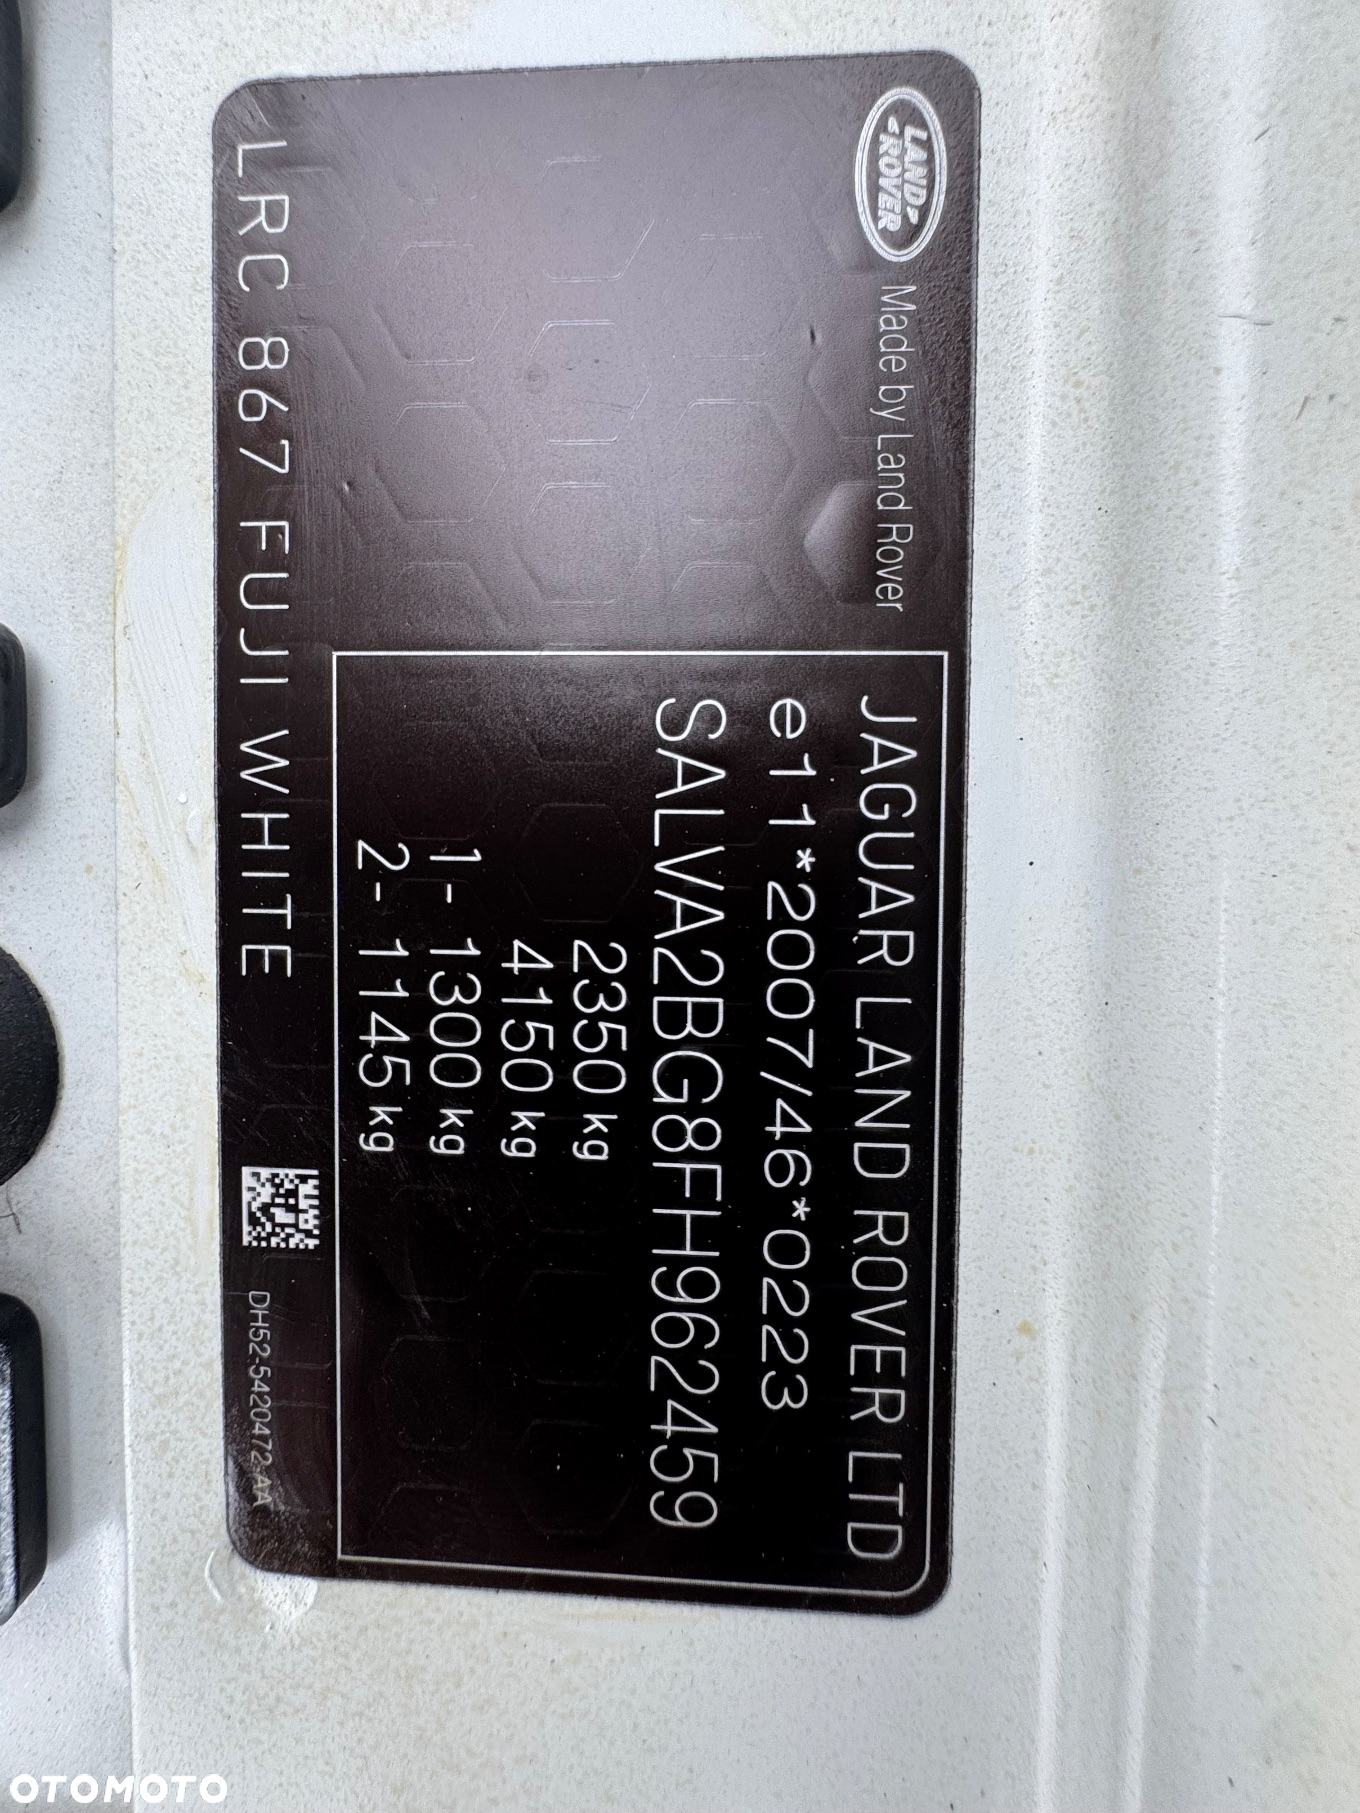 LAND
ROVER
Made by Land Rover
JAGUAR LAND ROVER LTD
e11*2007/46*0223
SALVA2BG8FH962459
2350 kg
4150 kg
1- 1300 kg
2- 1145 kg
LRC 867 FUJI WHITE
DH52-5420472-AA
OTOMOTO